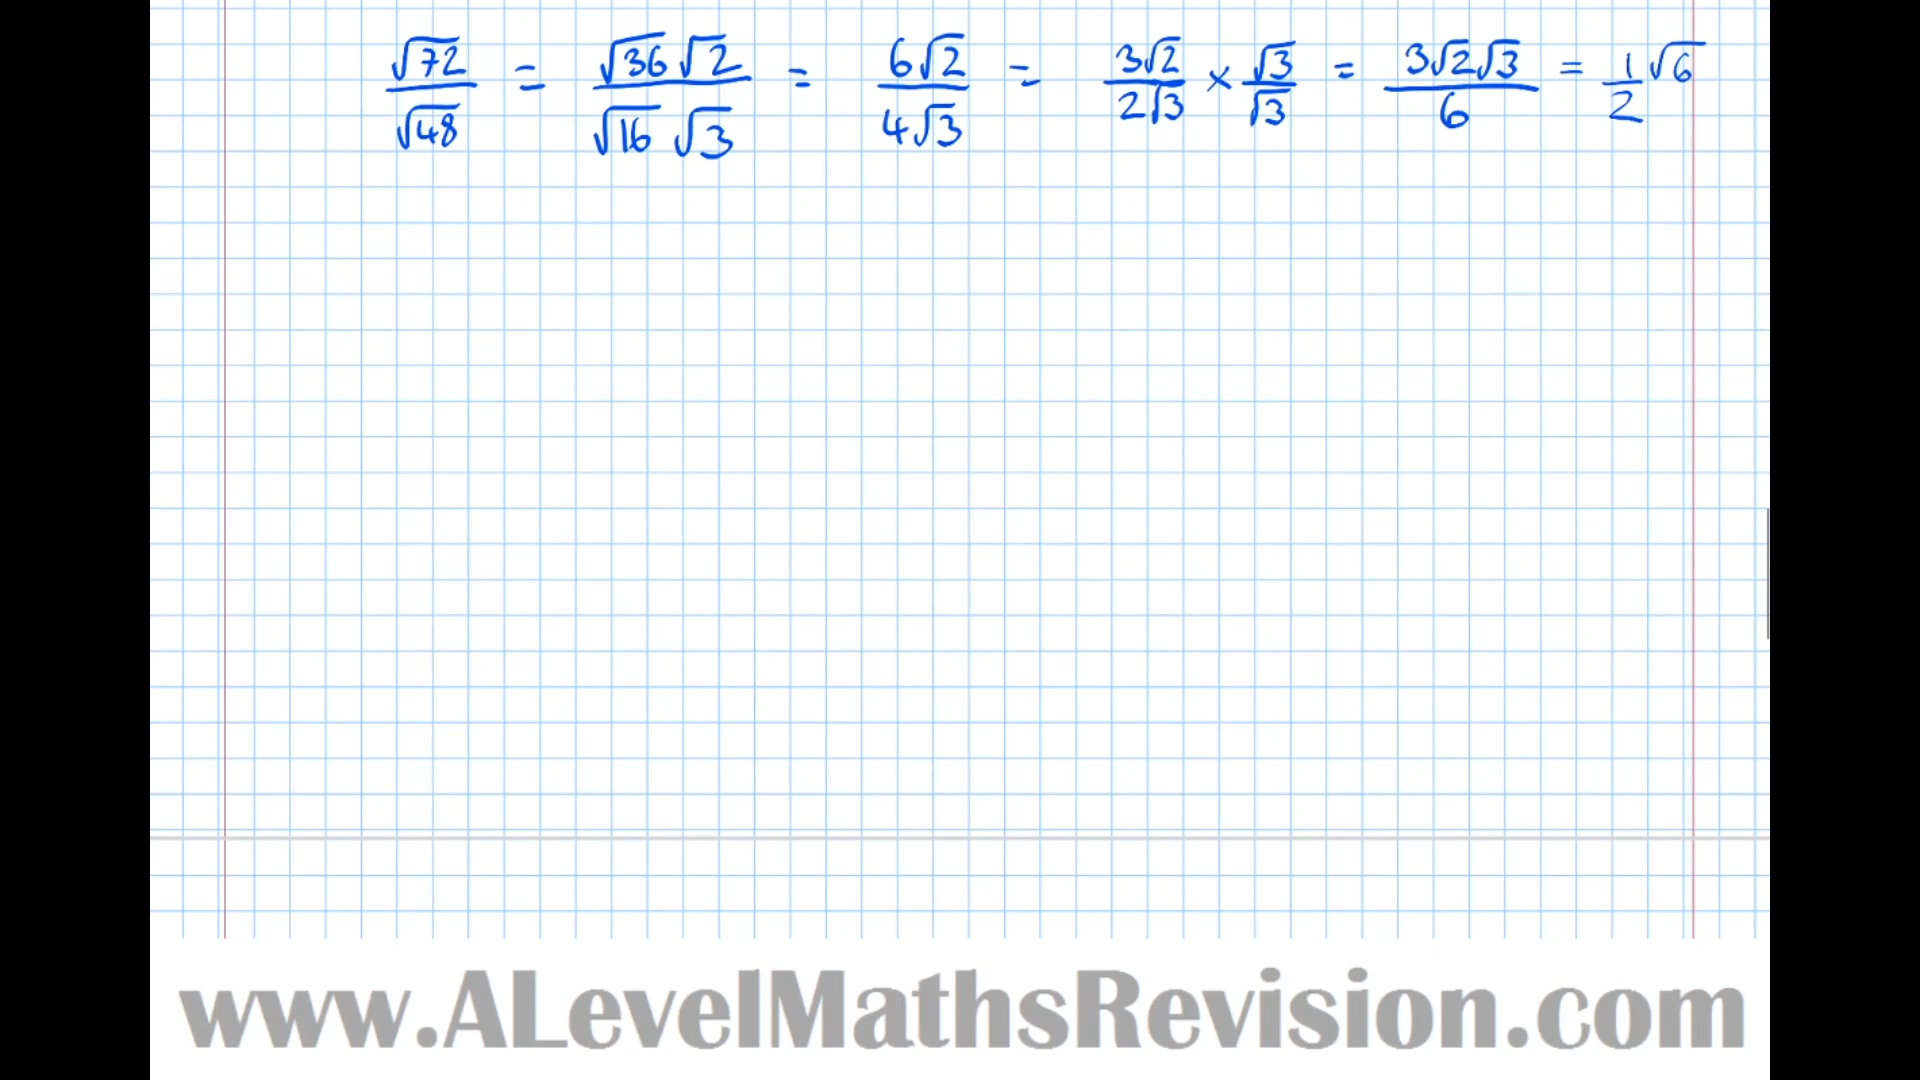 √72/√48 = √36√2/√16 √3 = 6√2/4√3 = 3√2/2√3 × √3/√3 = 3√2√3/6 = 1/2√6
www.ALevelMathsRevision.com